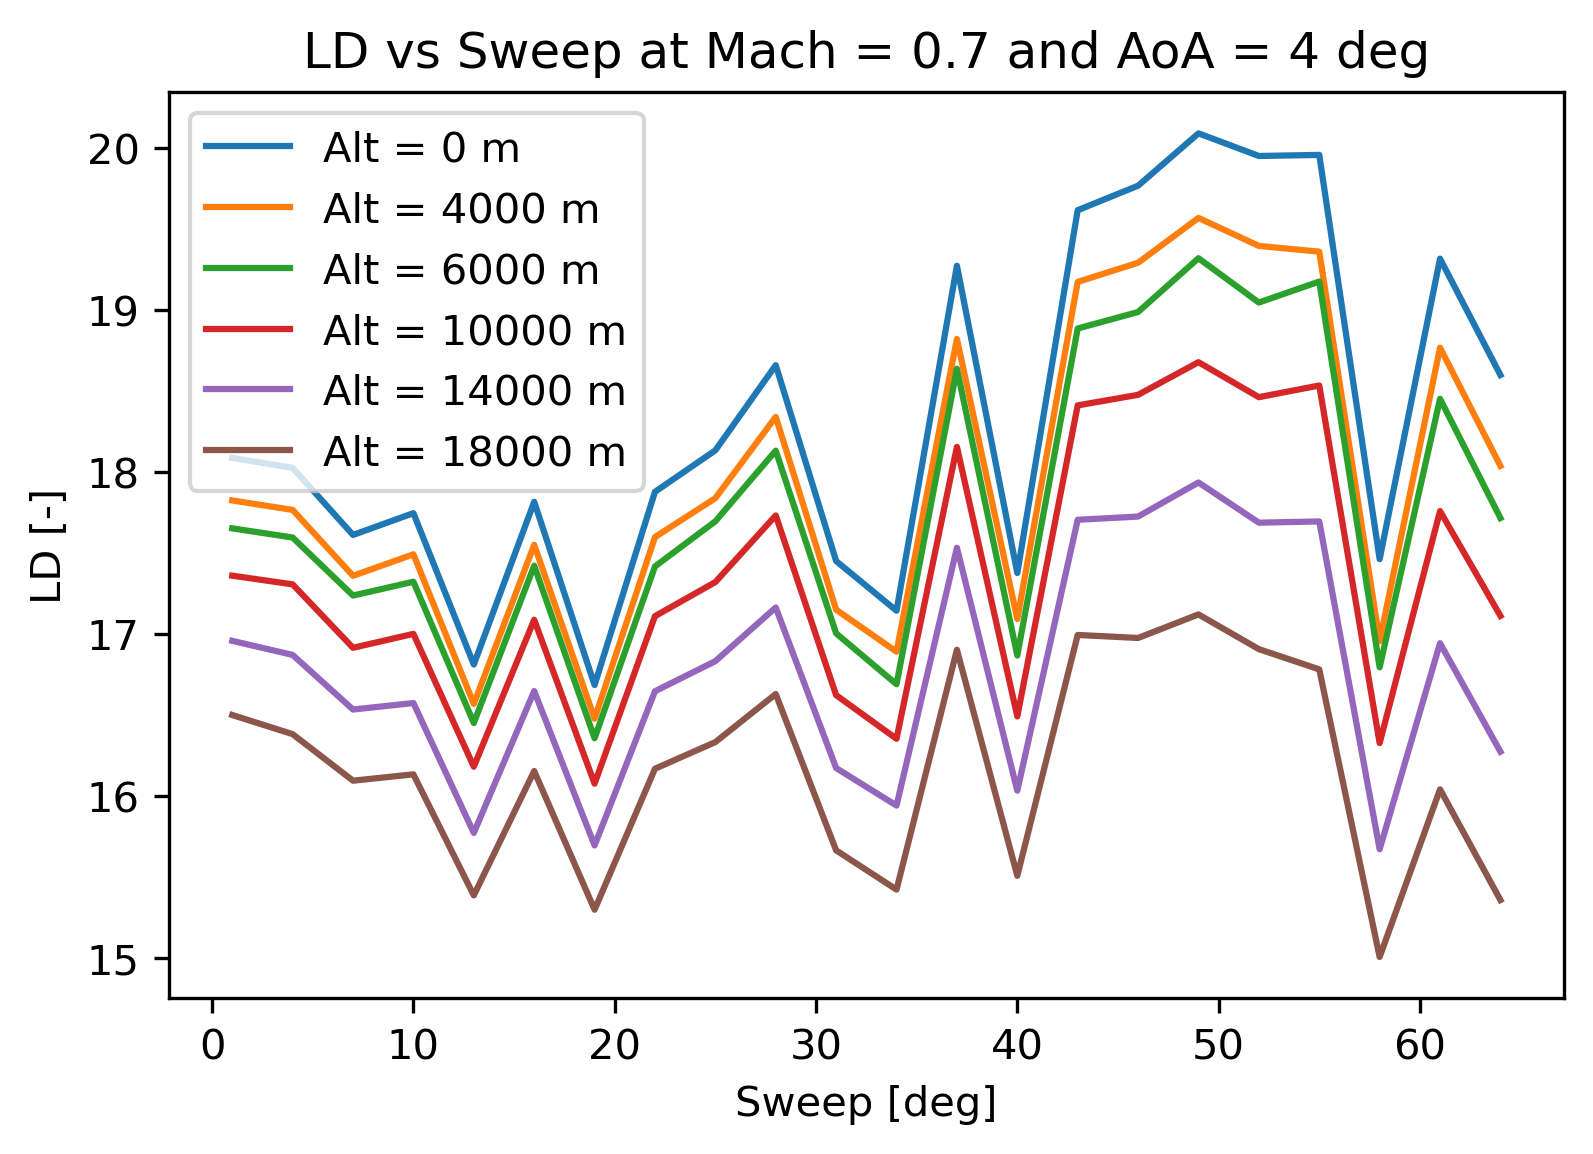 LD vs Sweep at Mach = 0.7 and AoA = 4 deg
Alt = 0 m
Alt = 4000 m
Alt = 6000 m
Alt = 10000 m
Alt = 14000 m
Alt = 18000 m
20
19
18
17
16
15
LD [-]
0 10 20 30 40 50 60
Sweep [deg]